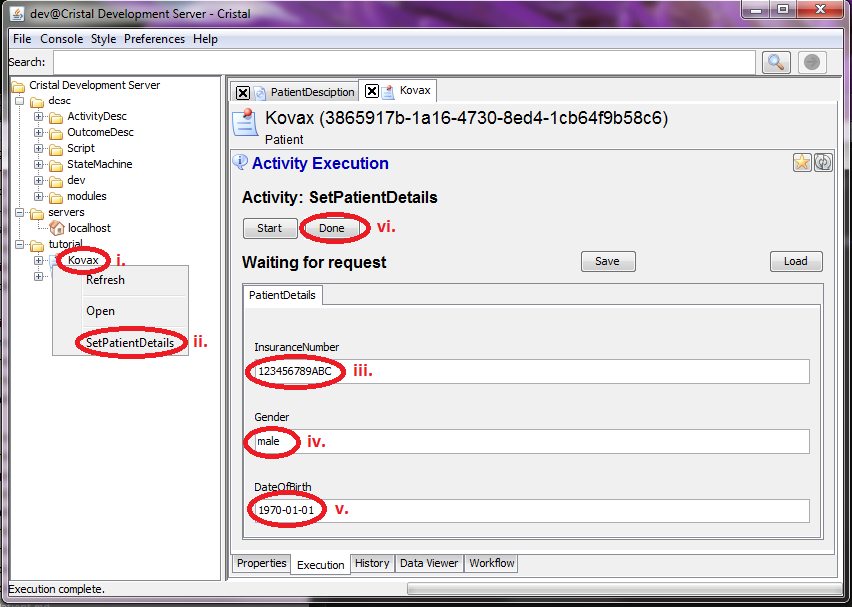 dev@Cristal Development Server - Cristal
File Console Style Preferences Help
Search:
Cristal Development Server
desc
ActivityDesc
OutcomeDesc
Script
StateMachine
dev
modules
servers
localhost
tutorial
Kovax i.
Refresh
Open
SetPatientDetails ii.
PatientDesciption Kovax
Kovax (3865917b-1a16-4730-8ed4-1cb64f9b58c6)
Patient
Activity Execution
Activity: SetPatientDetails
Start Done vi.
Waiting for request Save Load
PatientDetails
InsuranceNumber
123456789ABC iii.
Gender
male iv.
DateOfBirth
1970-01-01 v.
Properties Execution History Data Viewer Workflow
Execution complete.